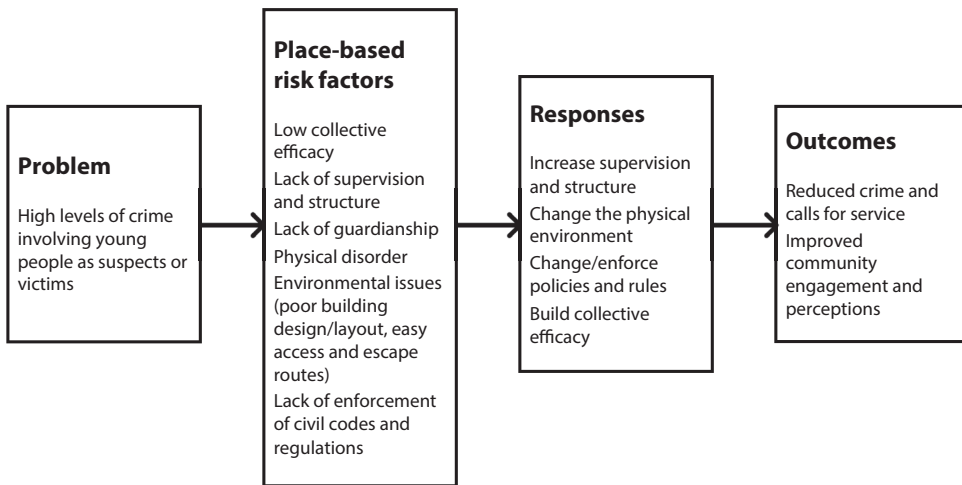 Problem
High levels of crime
involving young
people as suspects or
victims
Place-based
risk factors
Low collective
efficacy
Lack of supervision
and structure
Lack of guardianship
Physical disorder
Environmental issues
(poor building
design/layout, easy
access and escape
routes)
Lack of enforcement
of civil codes and
regulations
Responses
Increase supervision
and structure
Change the physical
environment
Change/enforce
policies and rules
Build collective
efficacy
Outcomes
Reduced crime and
calls for service
Improved
community
engagement and
perceptions